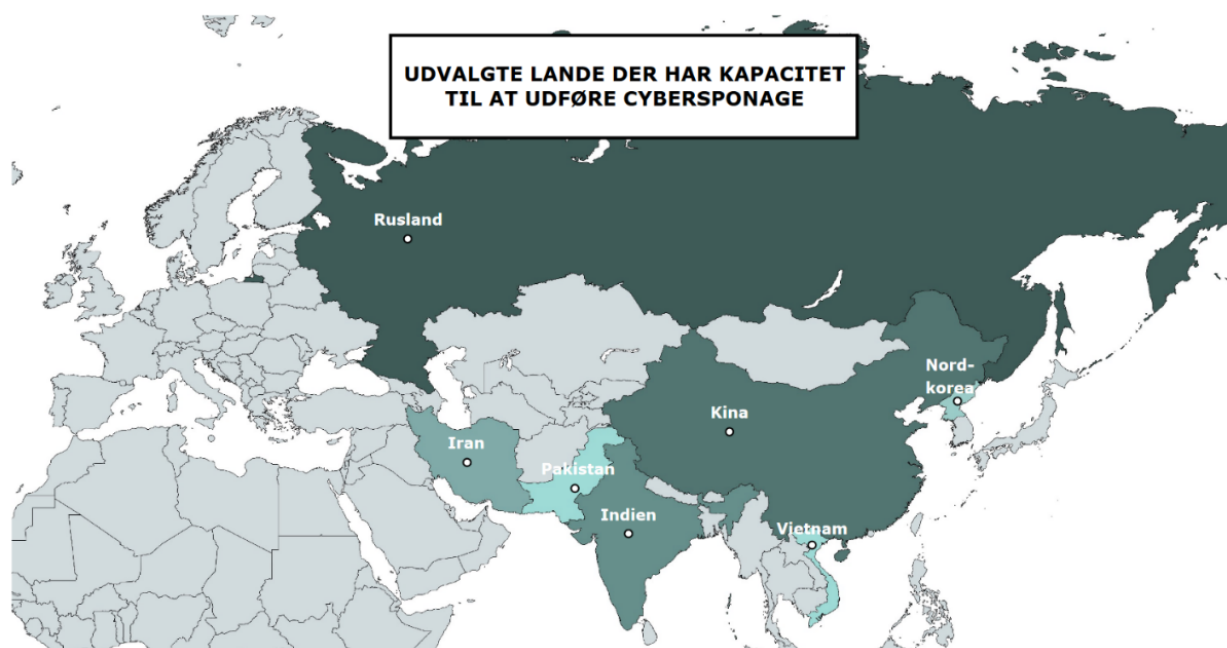 UDVALGTE LANDE DER HAR KAPACITET
TIL AT UDFØRE CYBERSPONAGE
Rusland
Nord-
korea
Kina
Iran
Pakistan
Indien
Vietnam